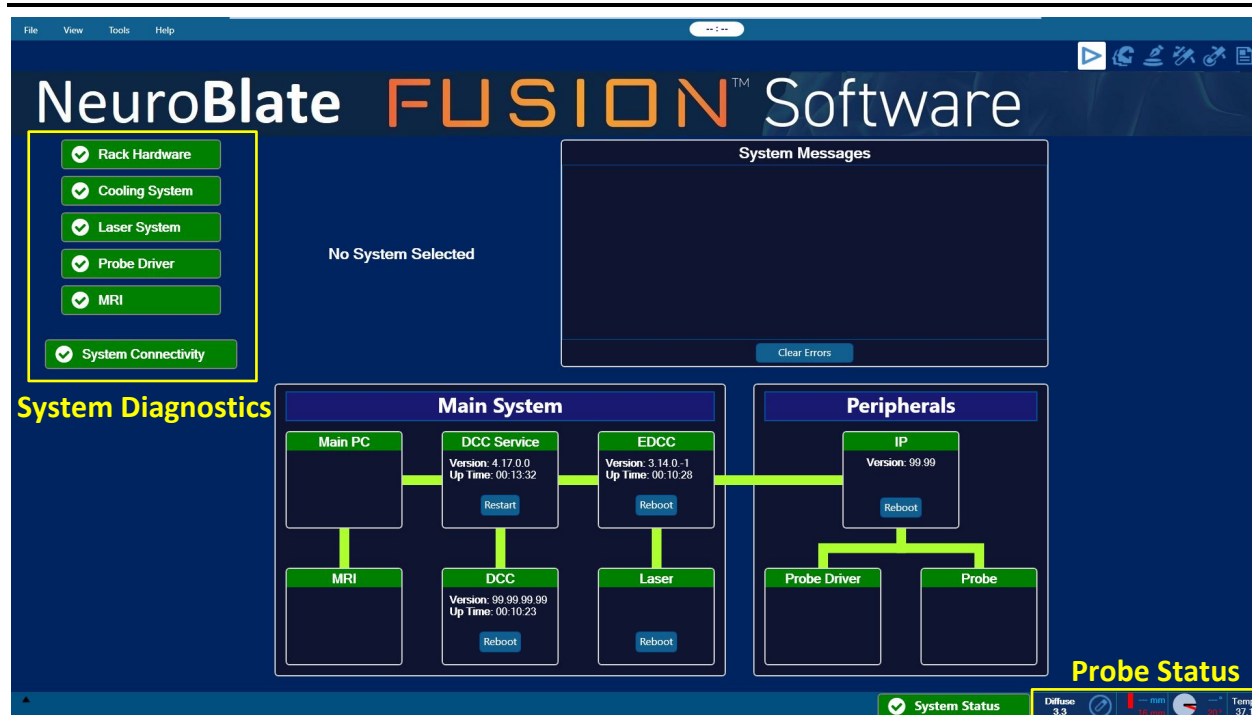 File View Tools Help
-- : --
NeuroBlate FUSION™ Software
Rack Hardware
Cooling System
Laser System
Probe Driver
MRI
System Connectivity
System Diagnostics
No System Selected
System Messages
Clear Errors
Main System
Main PC
DCC Service
Version: 4.17.0.0
Up Time: 00:13:32
Restart
EDCC
Version: 3.14.0.-1
Up Time: 00:10:28
Reboot
MRI
DCC
Version: 99.99.99.99
Up Time: 00:10:23
Reboot
Laser
Reboot
Peripherals
IP
Version: 99.99
Reboot
Probe Driver
Probe
Probe Status
System Status
Diffuse
3.3
-- mm
16 mm
--°
20°